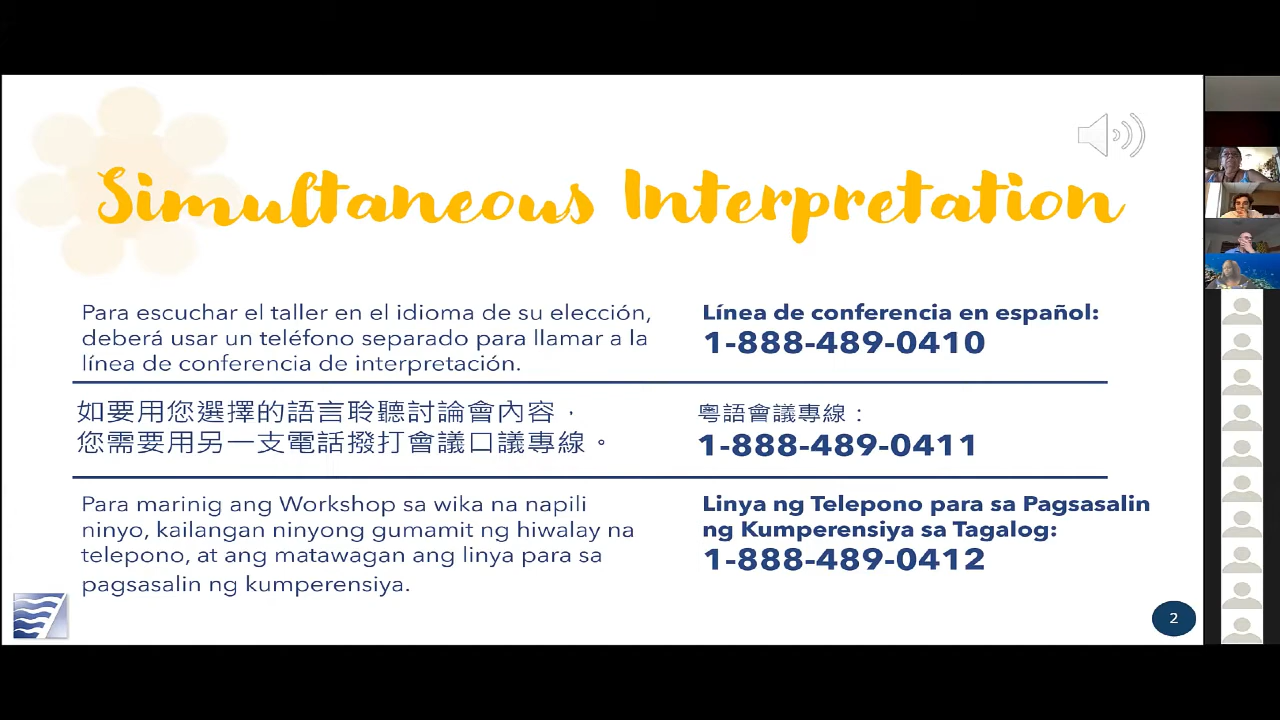 Simultaneous Interpretation
Para escuchar el taller en el idioma de su elección,
deberá usar un teléfono separado para llamar a la
línea de conferencia de interpretación.
Línea de conferencia en español:
1-888-489-0410
如要用您選擇的語言聆聽討論會內容，
您需要用另一支電話撥打會議口議專線。
粵語會議專線：
1-888-489-0411
Para marinig ang Workshop sa wika na napili
ninyo, kailangan ninyong gumamit ng hiwalay na
telepono, at ang matawagan ang linya para sa
pagsasalin ng kumperensiya.
Linya ng Telepono para sa Pagsasalin
ng Kumperensiya sa Tagalog:
1-888-489-0412
2